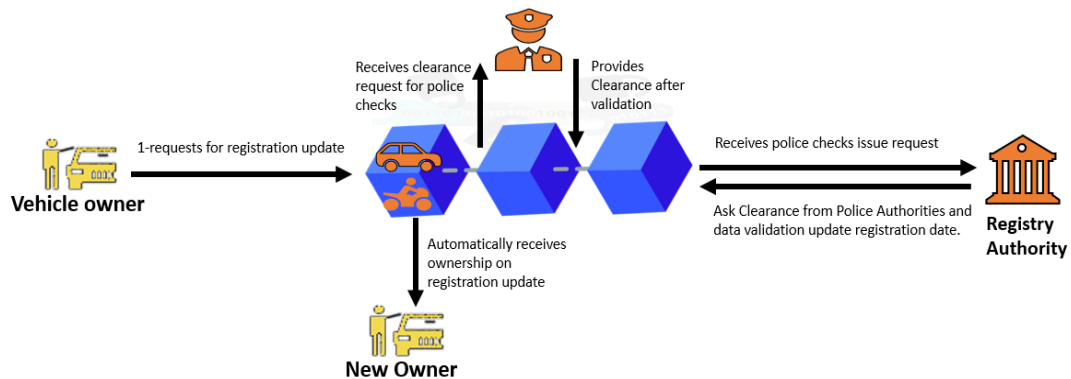 Receives clearance
request for police
checks
Provides
Clearance after
validation
1-requests for registration update
Vehicle owner
Receives police checks issue request
Ask Clearance from Police Authorities and
data validation update registration date.
Registry
Authority
Automatically receives
ownership on
registration update
New Owner